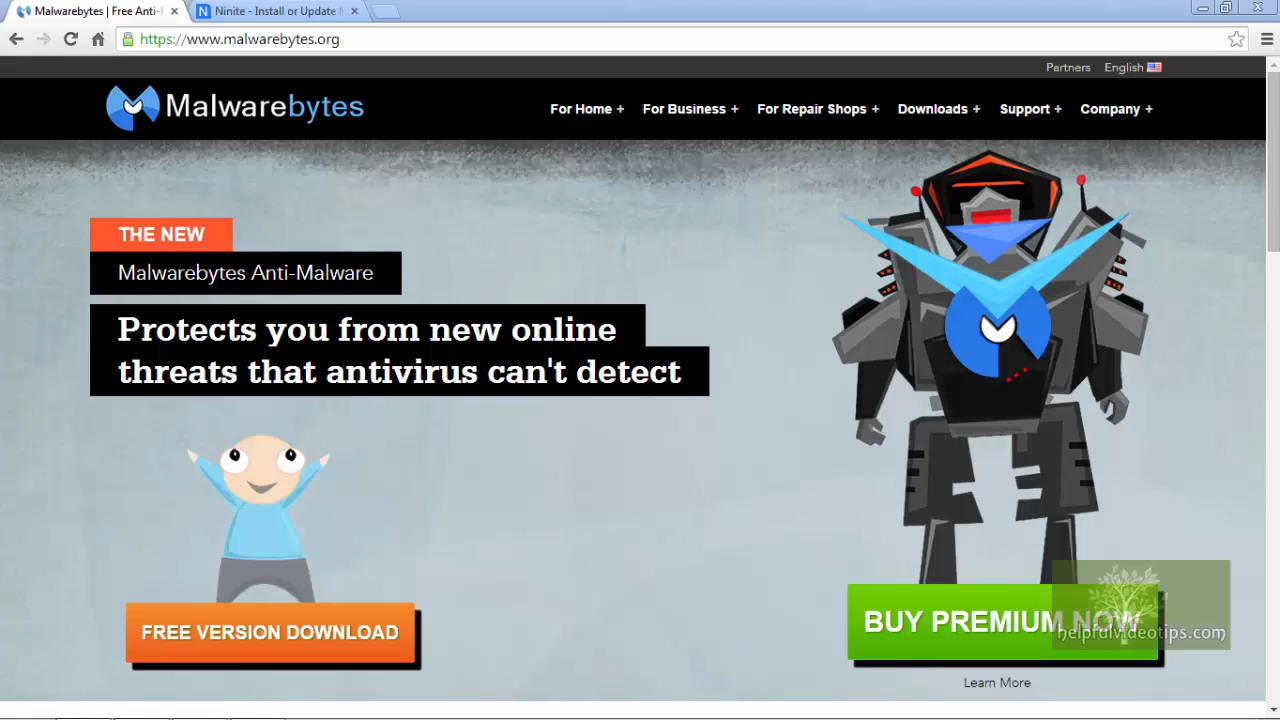 Malwarebytes | Free Anti-
Ninite - Install or Update
https://www.malwarebytes.org
Partners English
Malwarebytes
For Home + For Business + For Repair Shops + Downloads + Support + Company +
THE NEW
Malwarebytes Anti-Malware
Protects you from new online
threats that antivirus can't detect
FREE VERSION DOWNLOAD
BUY PREMIUM NOW
helpfulvideotips.com
Learn More